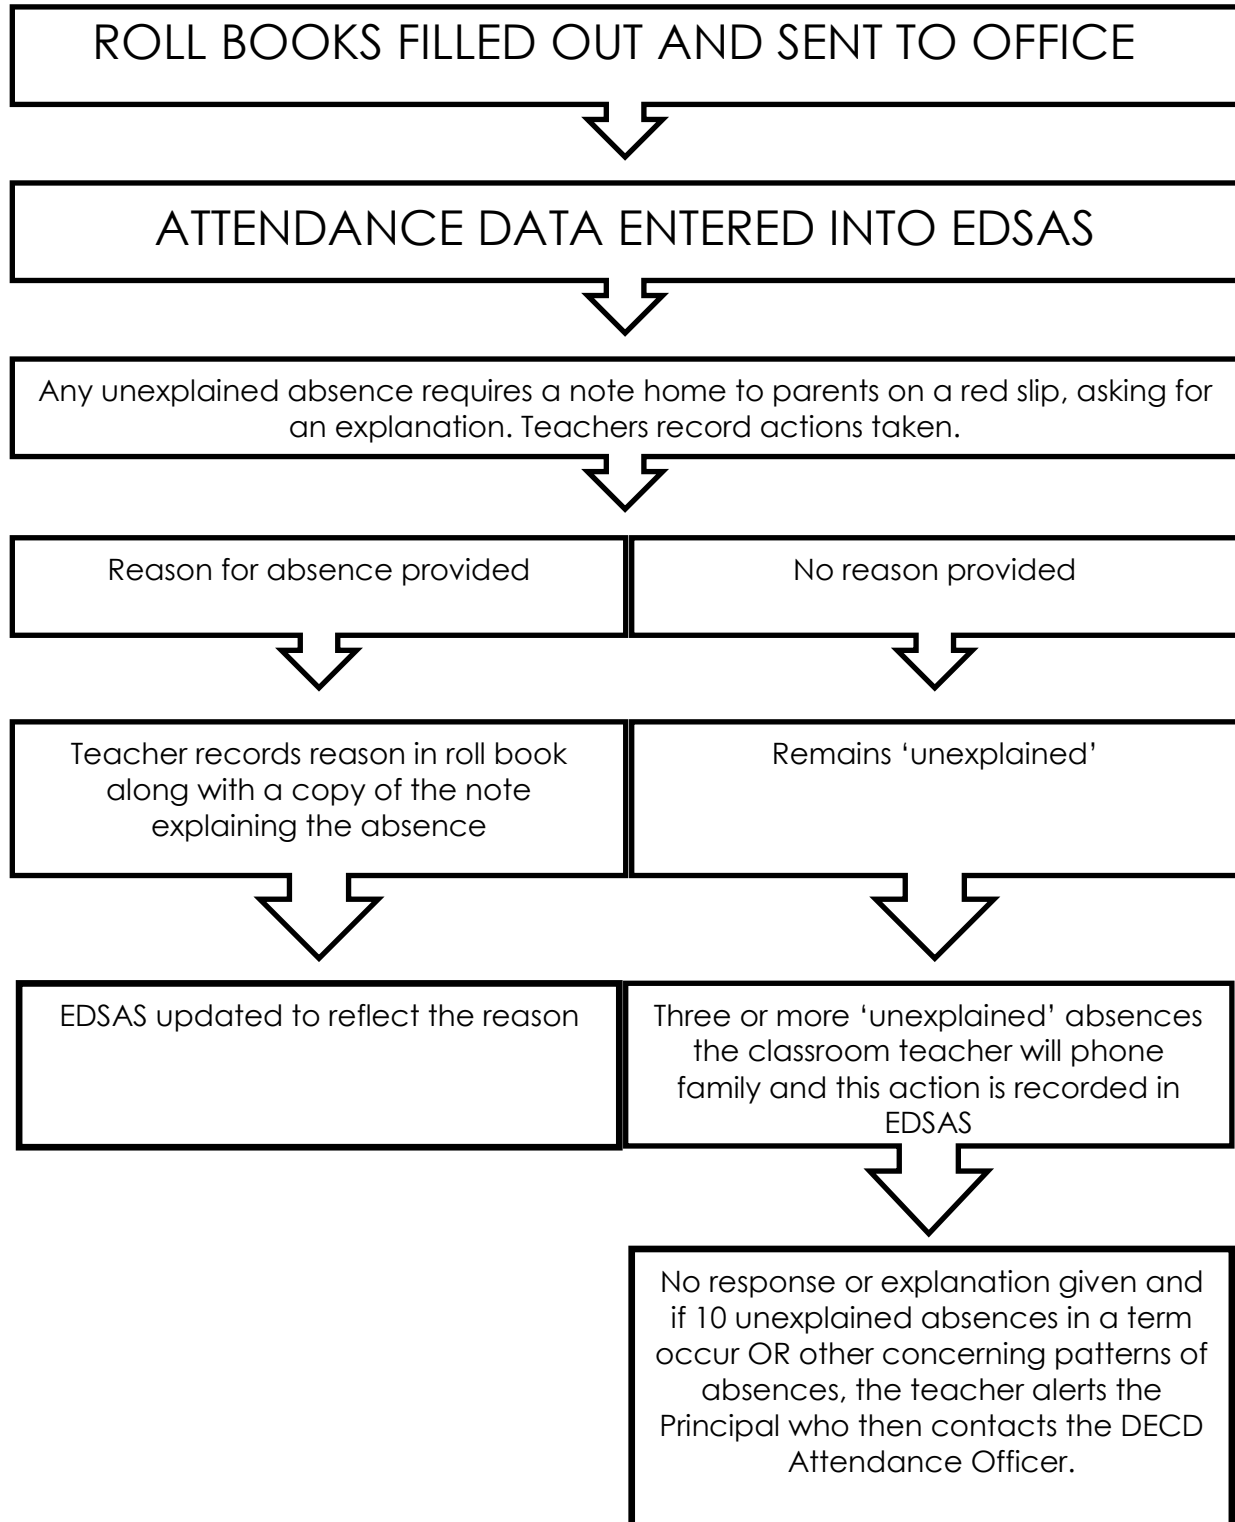 ROLL BOOKS FILLED OUT AND SENT TO OFFICE
ATTENDANCE DATA ENTERED INTO EDSAS
Any unexplained absence requires a note home to parents on a red slip, asking for
an explanation. Teachers record actions taken.
Reason for absence provided
No reason provided
Teacher records reason in roll book
along with a copy of the note
explaining the absence
Remains ‘unexplained’
EDSAS updated to reflect the reason
Three or more ‘unexplained’ absences
the classroom teacher will phone
family and this action is recorded in
EDSAS
No response or explanation given and
if 10 unexplained absences in a term
occur OR other concerning patterns of
absences, the teacher alerts the
Principal who then contacts the DECD
Attendance Officer.